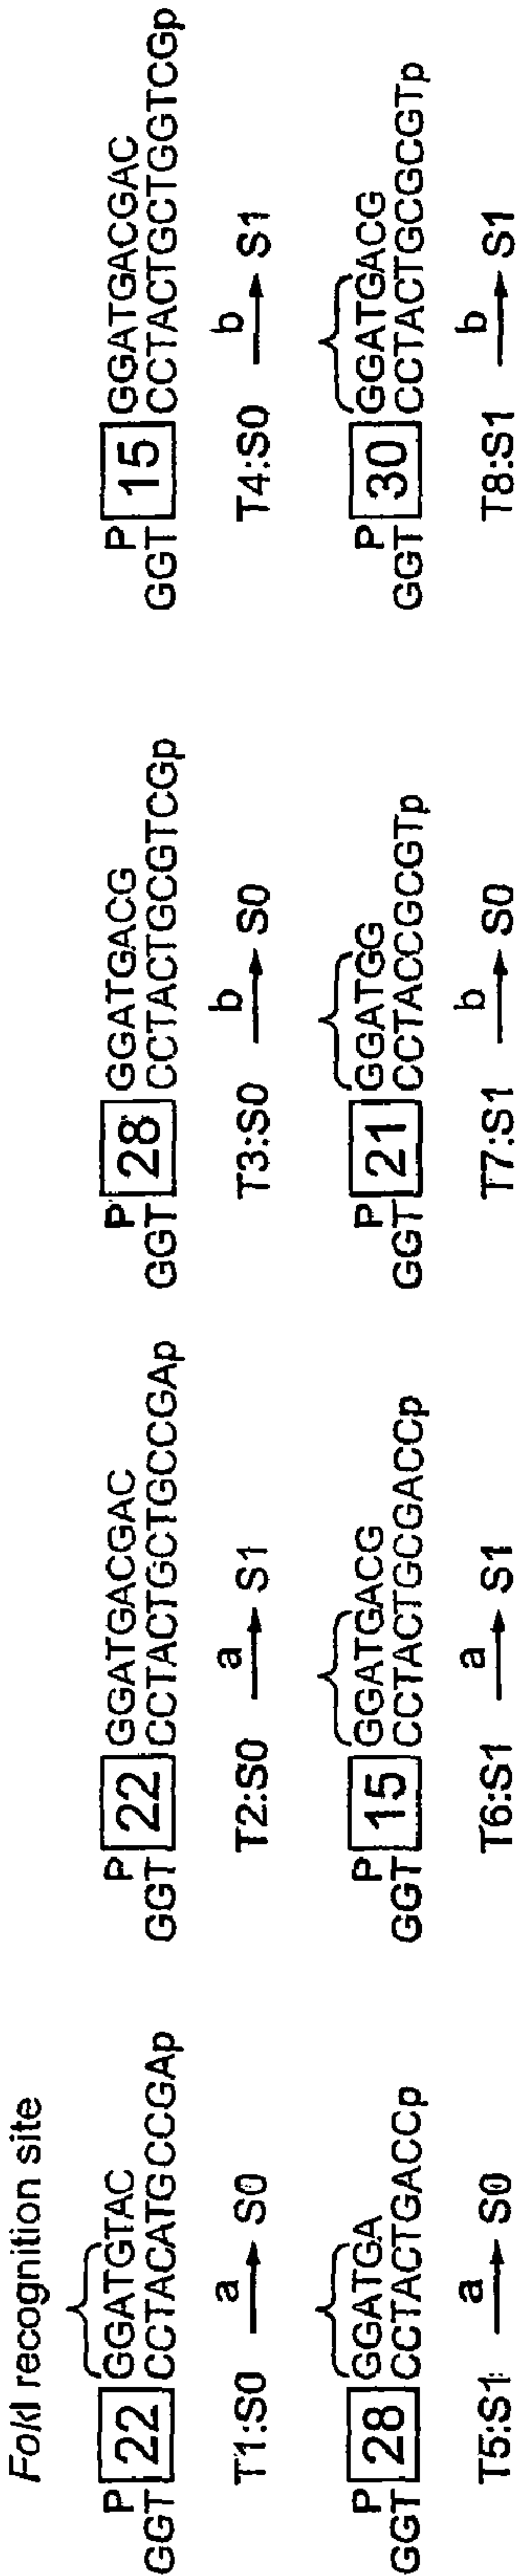 FokI recognition site
P
GGT 22 GGATGTAC
CCTACATGCCGAp
T1:S0 a S0
P
GGT 22 GGATGACGAC
CCTACTGCTGCCGAp
T2:S0 a S1
P
GGT 28 GGATGACG
CCTACTGCGTCGp
T3:S0 b S0
P
GGT 15 GGATGACGAC
CCTACTGCTGGTCGp
T4:S0 b S1
P
GGT 28 GGATGA
CCTACTGACCp
T5:S1 a S0
P
GGT 15 GGATGACG
CCTACTGCGACCp
T6:S1 a S1
P
GGT 21 GGATGG
CCTACCGCGTp
T7:S1 b S0
P
GGT 30 GGATGACG
CCTACTGCGCGTp
T8:S1 b S1